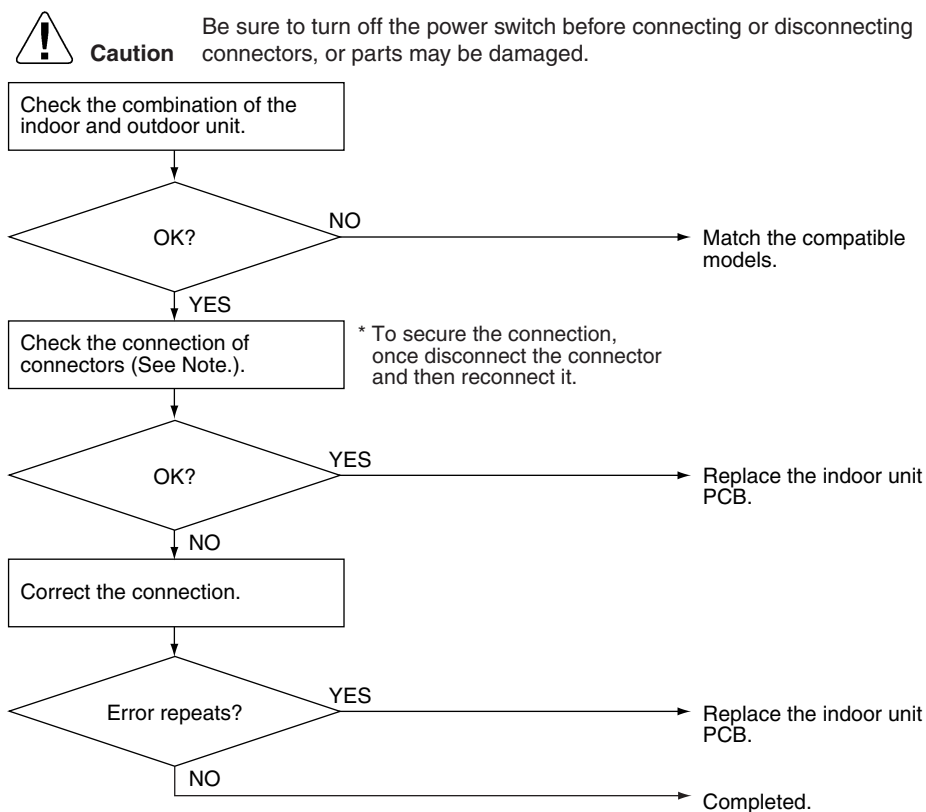 Be sure to turn off the power switch before connecting or disconnecting
Caution connectors, or parts may be damaged.
Check the combination of the
indoor and outdoor unit.
OK?
NO
Match the compatible
models.
YES
Check the connection of
connectors (See Note.).
* To secure the connection,
once disconnect the connector
and then reconnect it.
OK?
YES
Replace the indoor unit
PCB.
NO
Correct the connection.
Error repeats?
YES
Replace the indoor unit
PCB.
NO
Completed.